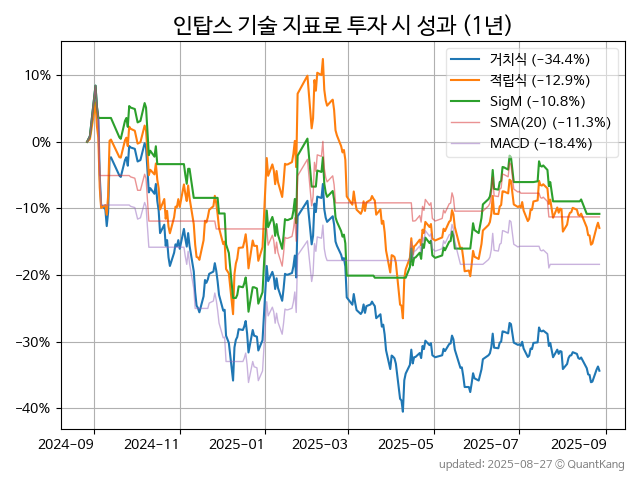 인탑스 기술 지표로 투자 시 성과 (1년)
거치식 (−34.4%)
적립식 (−12.9%)
SigM (−10.8%)
SMA(20) (−11.3%)
MACD (−18.4%)
10%
0%
−10%
−20%
−30%
−40%
2024-09 2024-11 2025-01 2025-03 2025-05 2025-07 2025-09
updated: 2025-08-27 © QuantKang